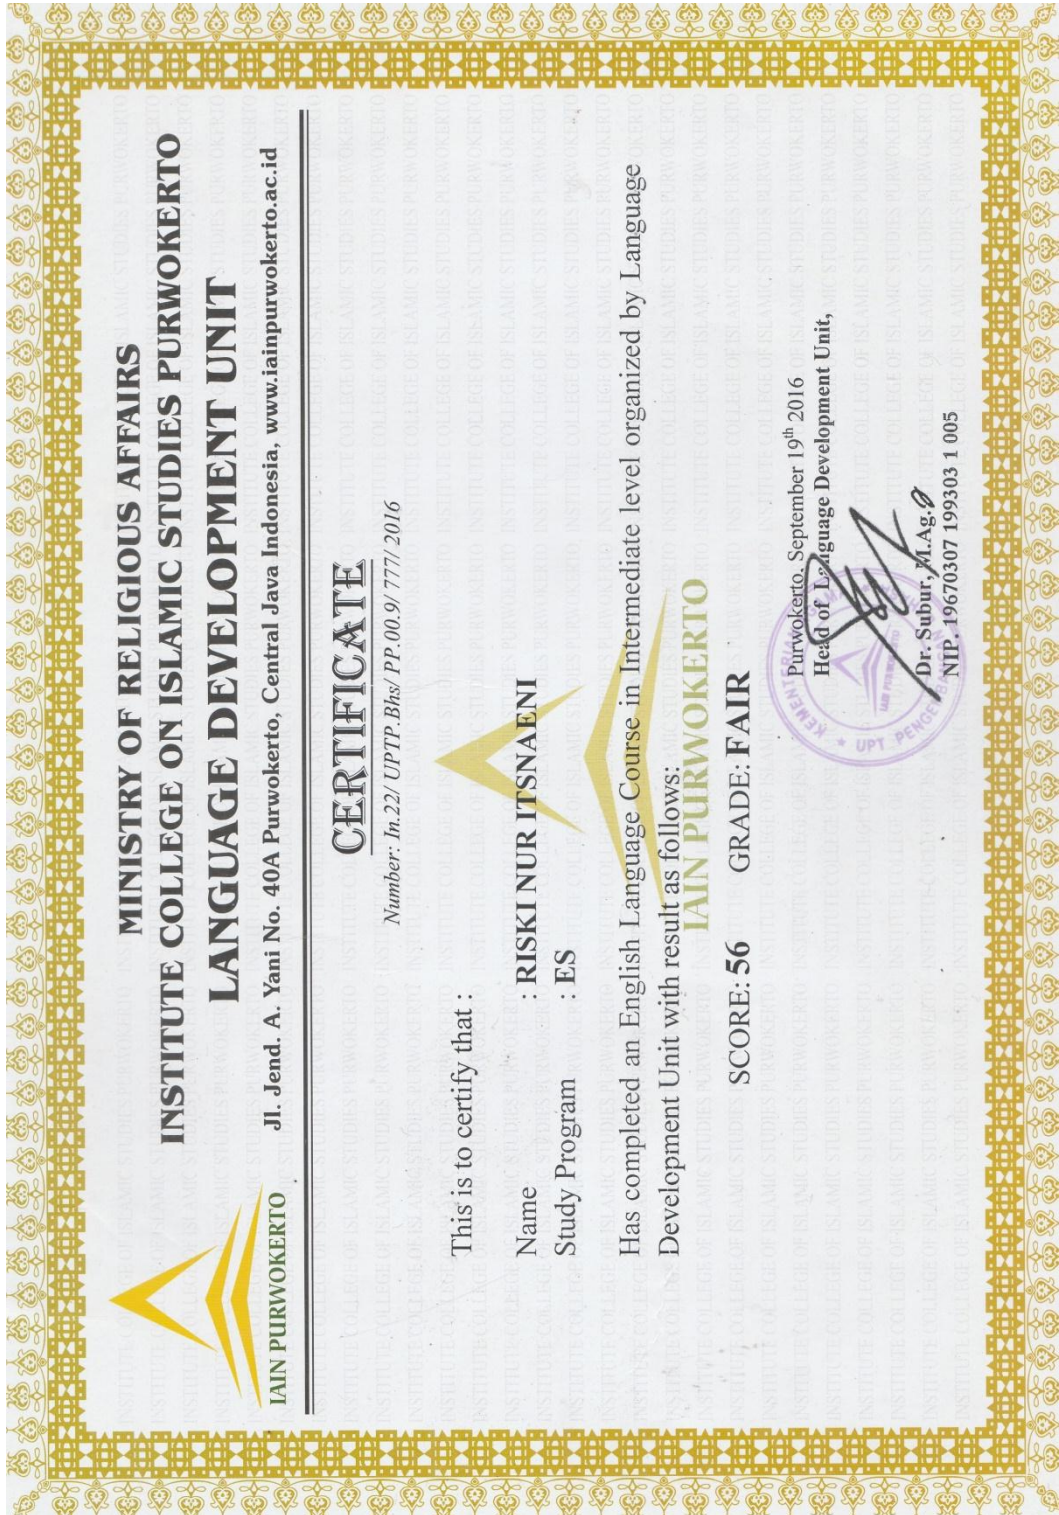 MINISTRY OF RELIGIOUS AFFAIRS
INSTITUTE COLLEGE ON ISLAMIC STUDIES PURWOKERTO
LANGUAGE DEVELOPMENT UNIT
Jl. Jend. A. Yani No. 40A Purwokerto, Central Java Indonesia, www.iainpurwokerto.ac.id
IAIN PURWOKERTO
CERTIFICATE
Number: In.22/ UPTP.Bhs/ PP.00.9/ 777/ 2016
This is to certify that :
Name : RISKI NUR ITSNAENI
Study Program : ES
Has completed an English Language Course in Intermediate level organized by Language
Development Unit with result as follows:
IAIN PURWOKERTO
SCORE: 56 GRADE: FAIR
Purwokerto, September 19th 2016
Head of Language Development Unit,
KEMENTERIAN
UPT
IAIN PURWOKERTO
Dr. Subur, M.Ag.
NIP. 19670307 199303 1 005